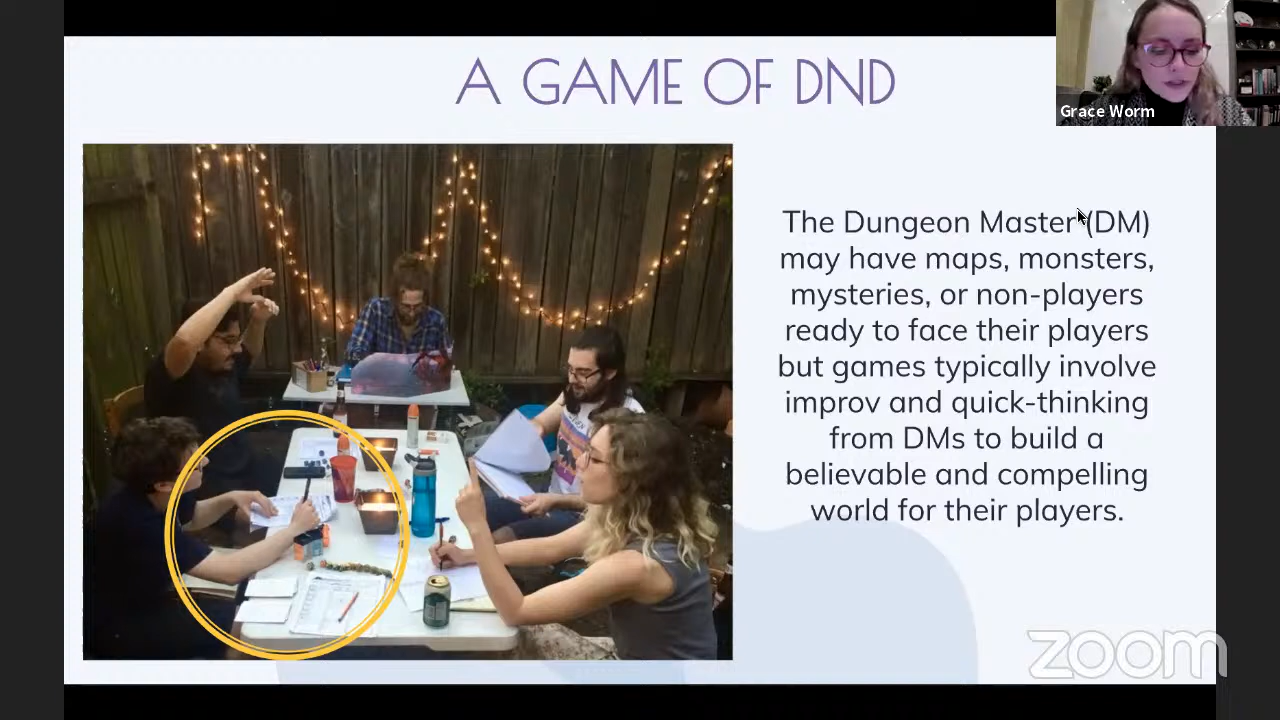 A GAME OF DND
Grace Worm
The Dungeon Master (DM)
may have maps, monsters,
mysteries, or non-players
ready to face their players
but games typically involve
improv and quick-thinking
from DMs to build a
believable and compelling
world for their players.
zoom